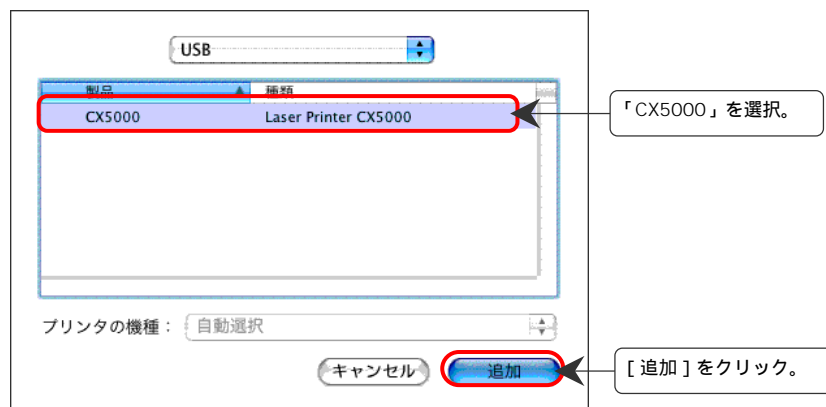 USB
製品 種類
CX5000 Laser Printer CX5000
「CX5000」を選択。
プリンタの機種： 自動選択
キャンセル 追加
[ 追加 ] をクリック。